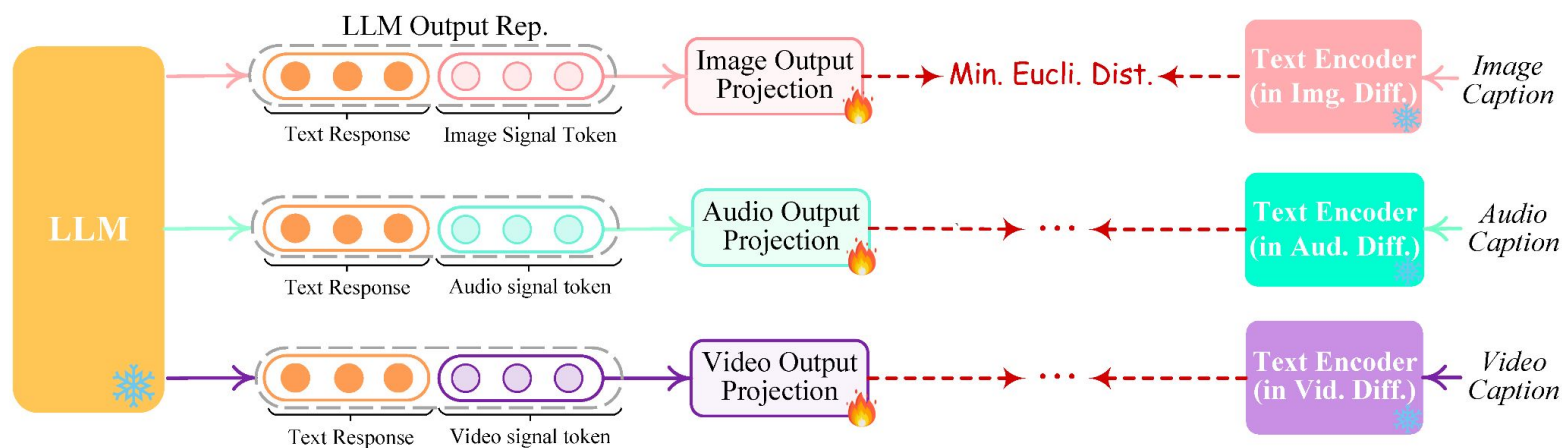 LLM
LLM Output Rep.
Text Response
Image Signal Token
Image Output
Projection
Min. Eucli. Dist.
Text Encoder
(in Img. Diff.)
Image
Caption
Text Response
Audio signal token
Audio Output
Projection
...
Text Encoder
(in Aud. Diff.)
Audio
Caption
Text Response
Video signal token
Video Output
Projection
...
Text Encoder
(in Vid. Diff.)
Video
Caption